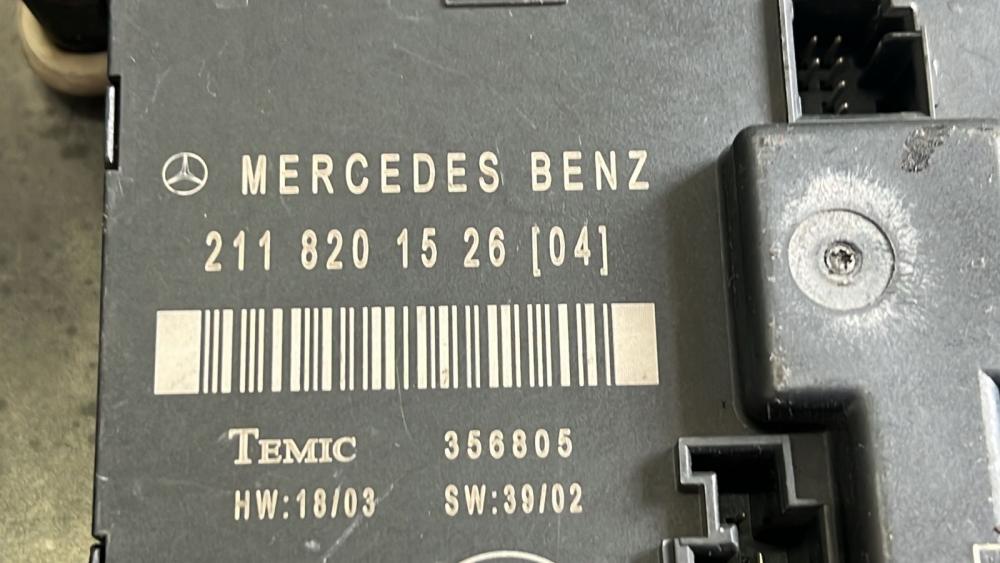 MERCEDES BENZ
211 820 15 26 [04]
TEMIC 356805
HW:18/03 SW:39/02